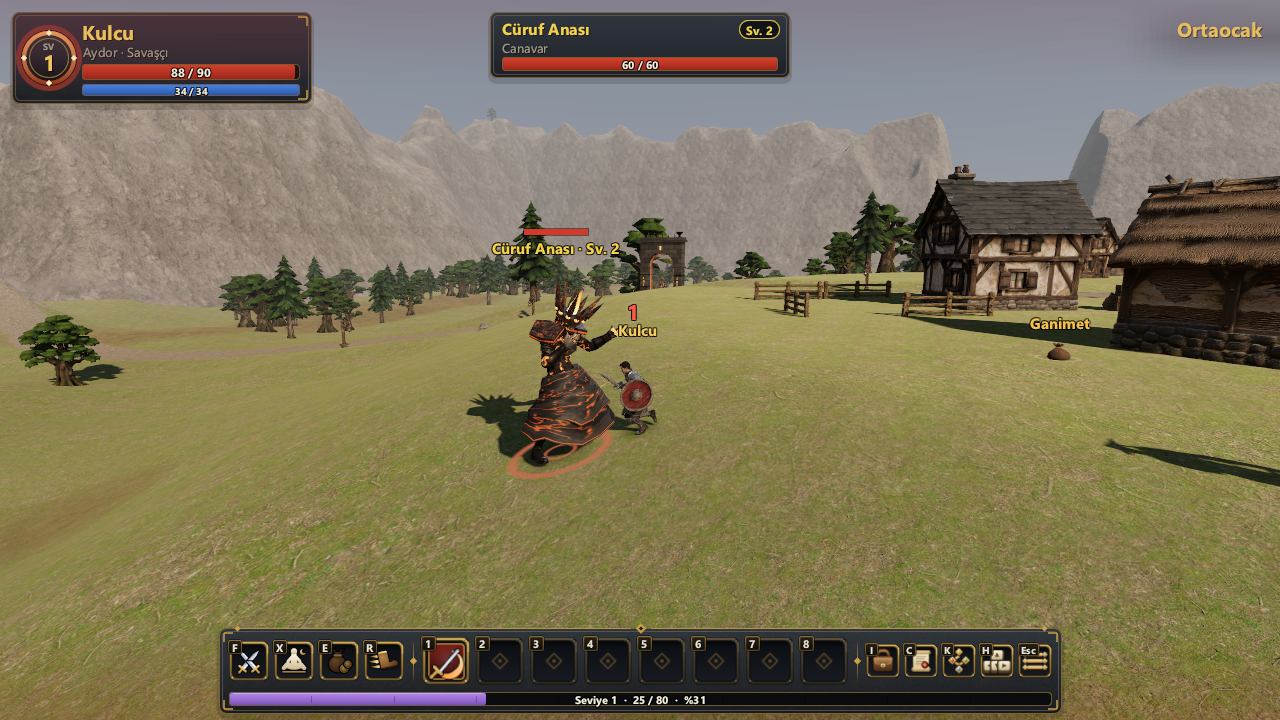 Kulcu
SV
1
Aydor · Savaşçı
88 / 90
34 / 34
Cüruf Anası
Sv. 2
Canavar
60 / 60
Ortaocak
Cüruf Anası · Sv. 2
1
Kulcu
Ganimet
F
X
E
R
1
2
3
4
5
6
7
8
I
C
K
H
A
Esc
Seviye 1 · 25 / 80 · %31